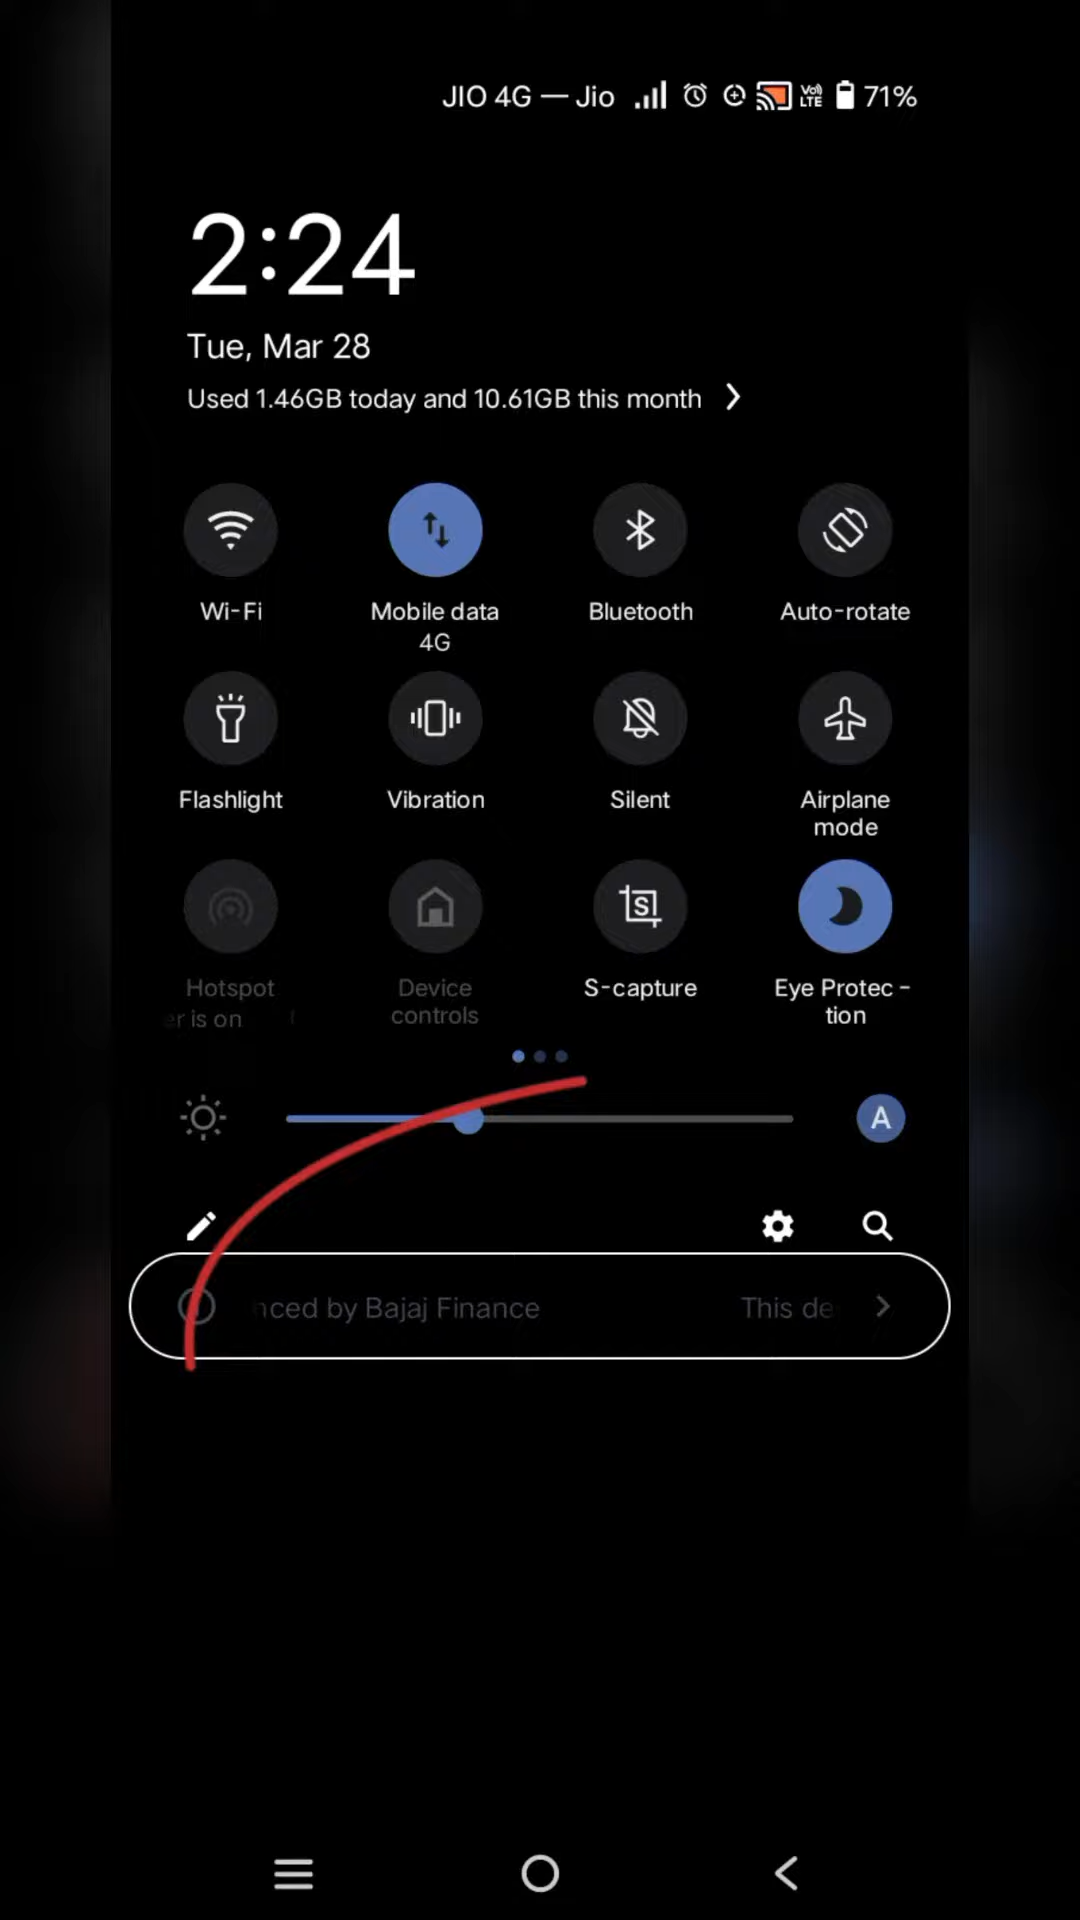 JIO 4G — Jio VoLTE 71%
2:24
Tue, Mar 28
Used 1.46GB today and 10.61GB this month
Wi-Fi Mobile data Bluetooth Auto-rotate
4G
Flashlight Vibration Silent Airplane
mode
S
Hotspot Device S-capture Eye Protec-
er is on controls tion
A
nced by Bajaj Finance This de